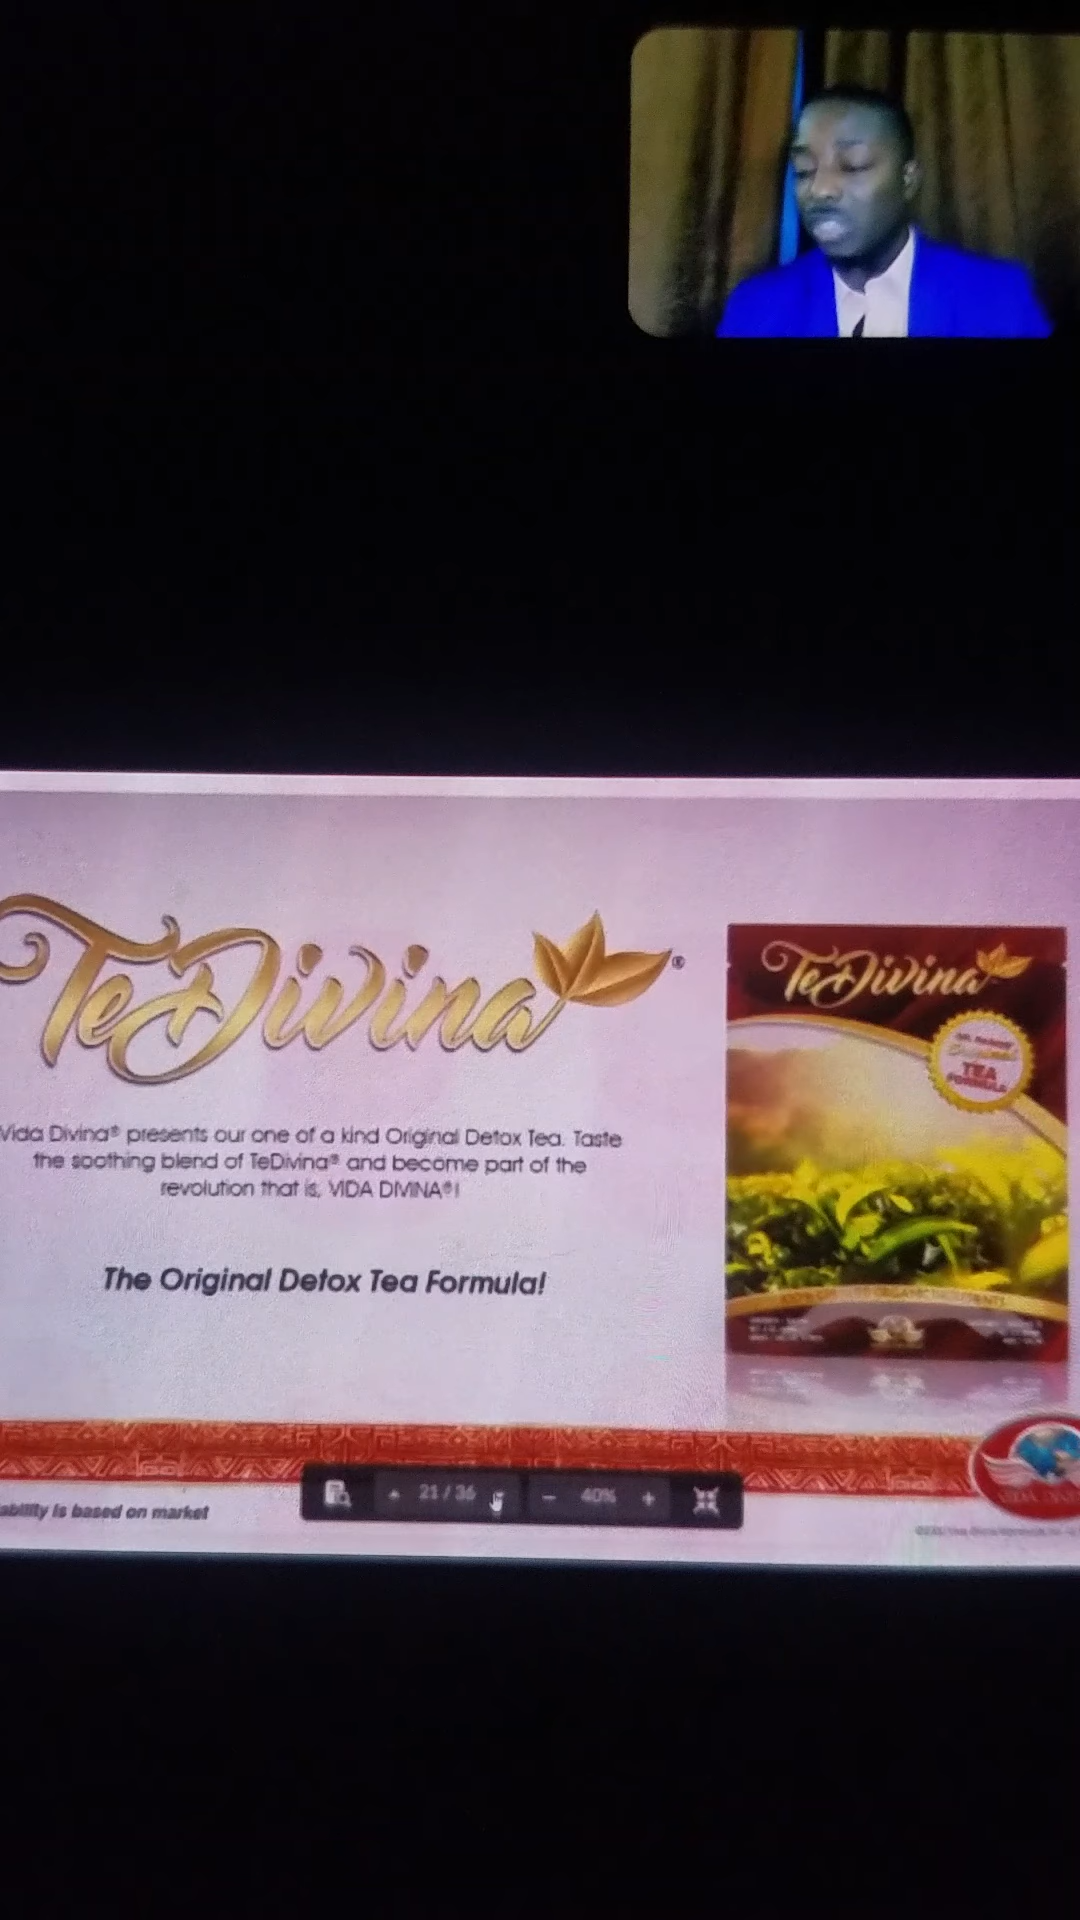 TeDivina®
Vida Divina® presents our one of a kind Original Detox Tea. Taste
the soothing blend of TeDivina® and become part of the
revolution that is, VIDA DIVINA®!
The Original Detox Tea Formula!
TeDivina
TEA
FORMULA
ability is based on market
21 / 36
40%